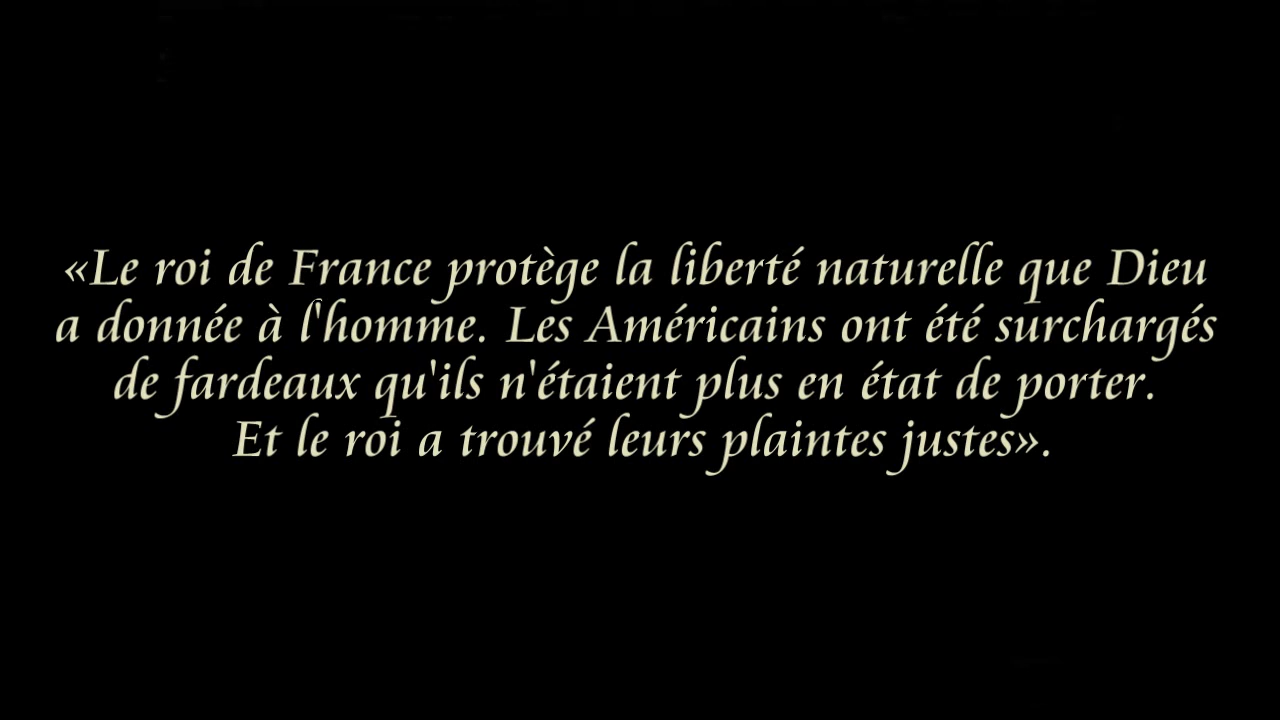 «Le roi de France protège la liberté naturelle que Dieu
a donnée à l'homme. Les Américains ont été surchargés
de fardeaux qu'ils n'étaient plus en état de porter.
Et le roi a trouvé leurs plaintes justes».